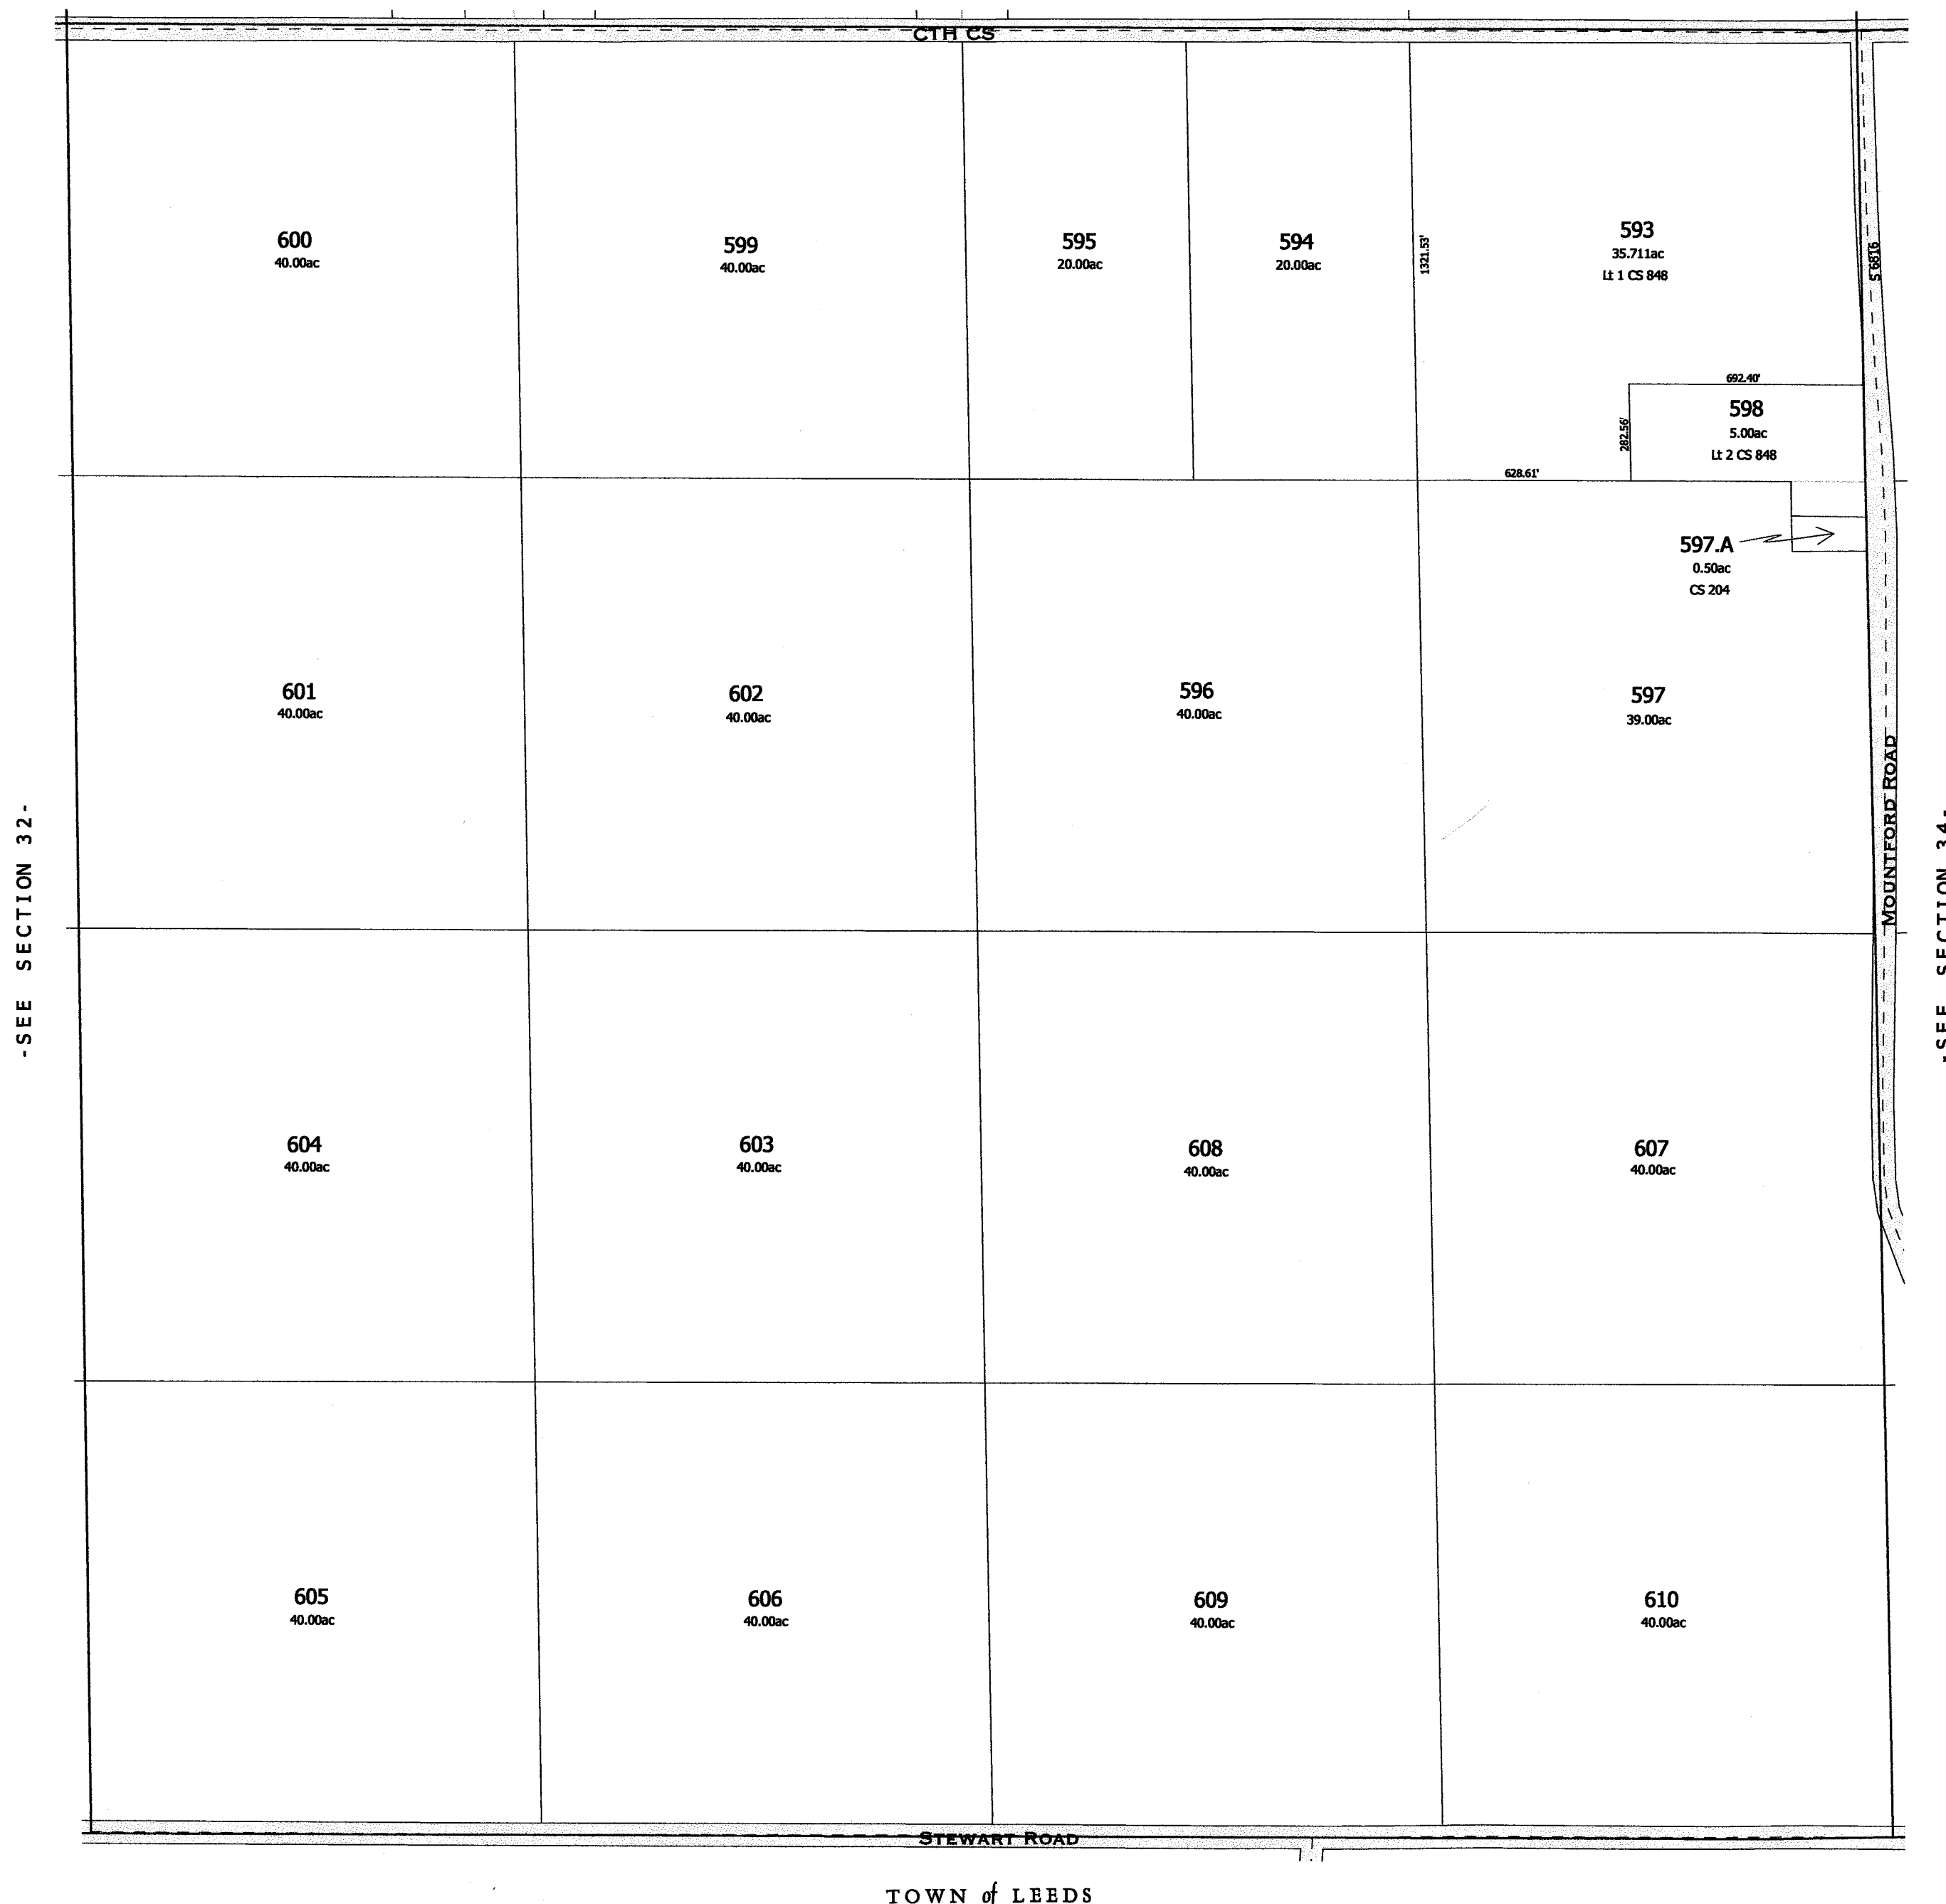 CTH CS
600
40.00ac
599
40.00ac
595
20.00ac
594
20.00ac
1321.53'
593
35.711ac
Lt 1 CS 848
S 6816
692.40'
598
5.00ac
Lt 2 CS 848
282.56'
628.61'
597.A
0.50ac
CS 204
601
40.00ac
602
40.00ac
596
40.00ac
597
39.00ac
MOUNTFORD ROAD
-SEE SECTION 32-
-SEE SECTION 34-
604
40.00ac
603
40.00ac
608
40.00ac
607
40.00ac
605
40.00ac
606
40.00ac
609
40.00ac
610
40.00ac
STEWART ROAD
TOWN of LEEDS